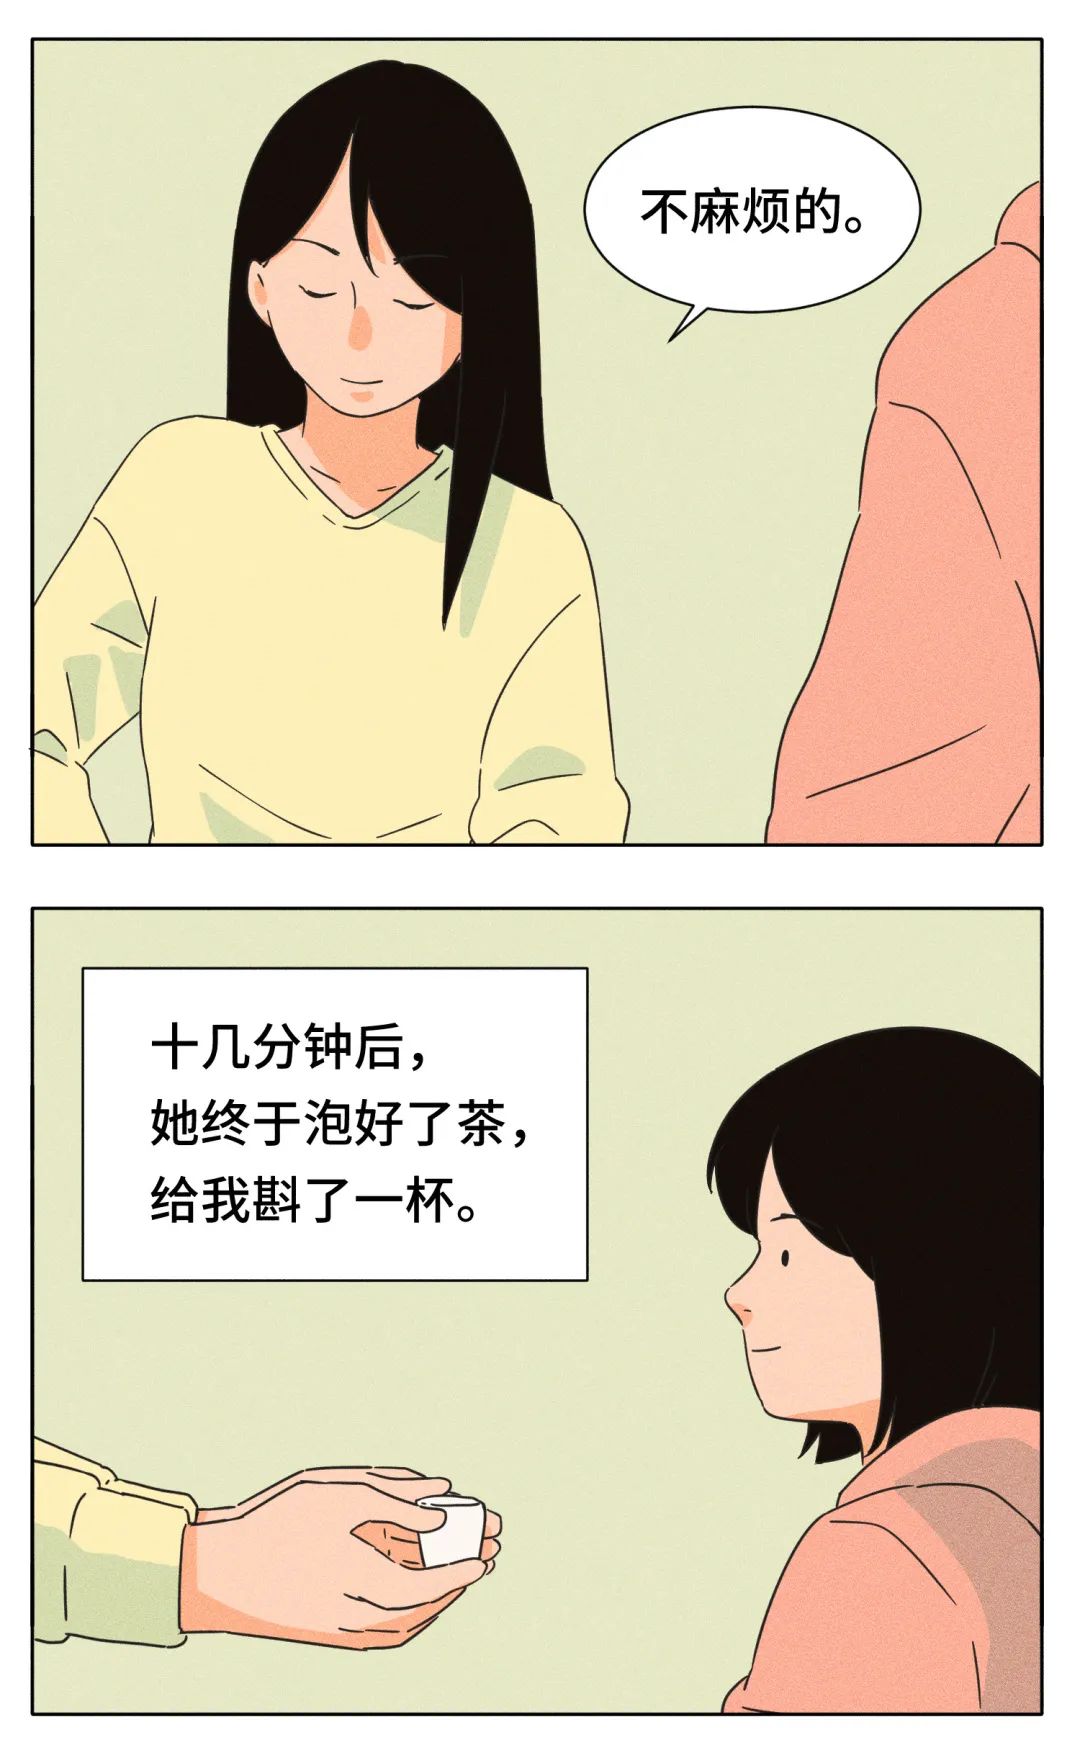 不麻烦的。
十几分钟后，
她终于泡好了茶，
给我斟了一杯。